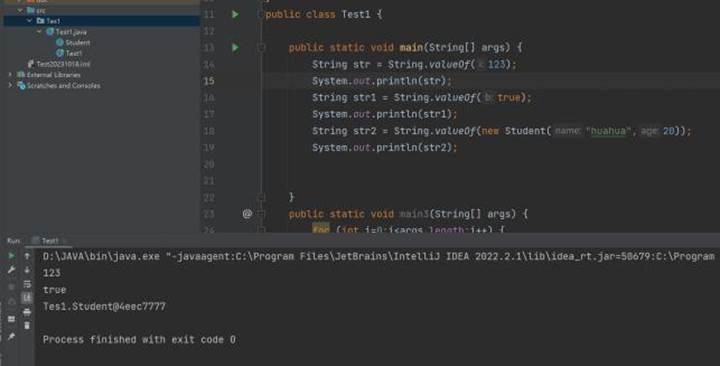 src
Tes1
Test1.java
Student
Test1
Test20231018.iml
External Libraries
Scratches and Consoles
11 public class Test1 {
12
13 public static void main(String[] args) {
14 String str = String.valueOf( i: 123);
15 System.out.println(str);
16 String str1 = String.valueOf( b: true);
17 System.out.println(str1);
18 String str2 = String.valueOf(new Student( name: "huahua", age: 20));
19 System.out.println(str2);
20
21
22 }
23 @ public static void main3(String[] args) {
24 for (int i=0;i<args.length;i++) {
Run: Test1
D:\JAVA\bin\java.exe "-javaagent:C:\Program Files\JetBrains\IntelliJ IDEA 2022.2.1\lib\idea_rt.jar=50679:C:\Program
123
true
Tes1.Student@4eec7777
Process finished with exit code 0